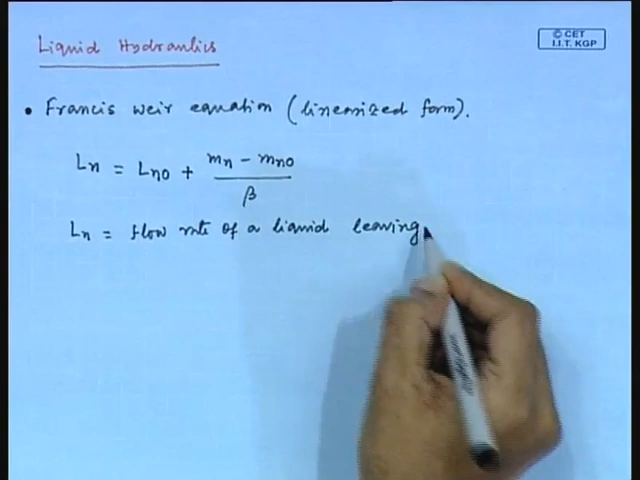 Liquid Hydraulics
© CET
I.I.T. KGP
• Francis weir equation (linearized form).
Ln = Ln0 + (mn - mn0) / β
Ln = flow rate of a liquid leaving